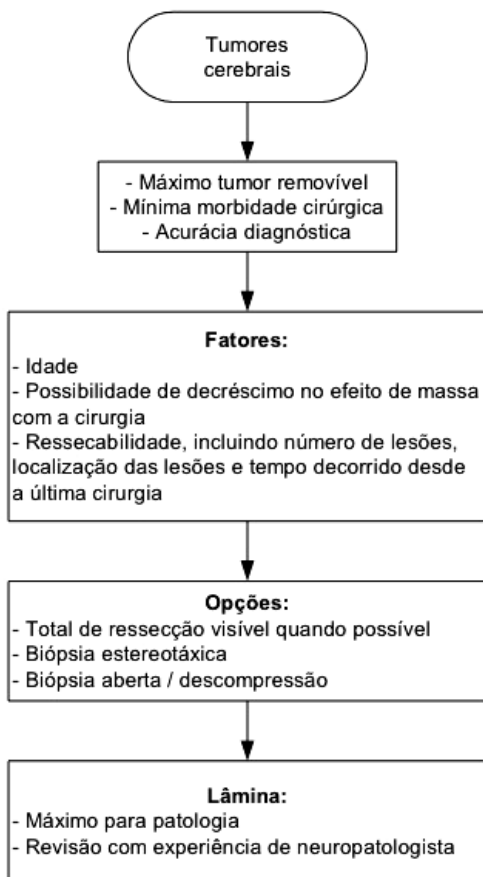 Tumores
cerebrais
- Máximo tumor removível
- Mínima morbidade cirúrgica
- Acurácia diagnóstica
Fatores:
- Idade
- Possibilidade de decréscimo no efeito de massa
com a cirurgia
- Ressecabilidade, incluindo número de lesões,
localização das lesões e tempo decorrido desde
a última cirurgia
Opções:
- Total de ressecção visível quando possível
- Biópsia estereotáxica
- Biópsia aberta / descompressão
Lâmina:
- Máximo para patologia
- Revisão com experiência de neuropatologista